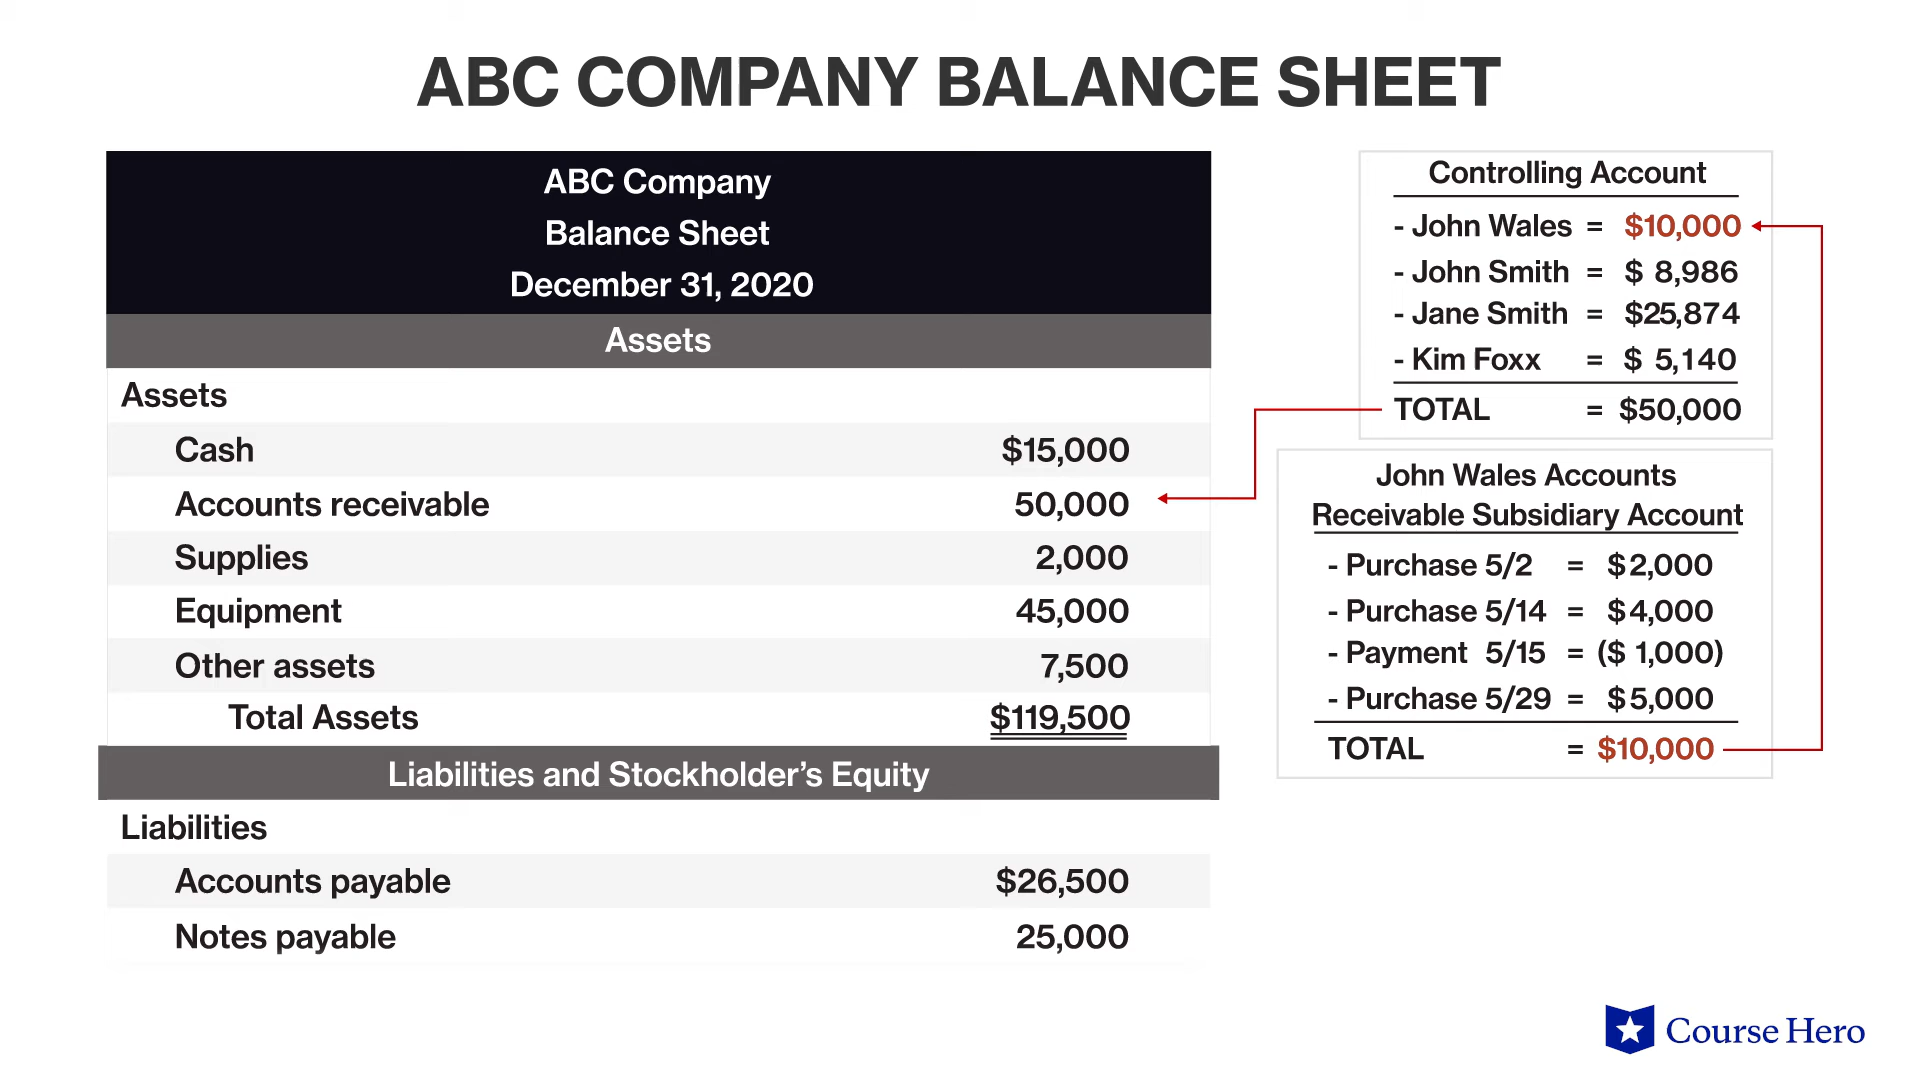 ABC COMPANY BALANCE SHEET
ABC Company
Balance Sheet
December 31, 2020
Assets
Assets
Cash $15,000
Accounts receivable 50,000
Supplies 2,000
Equipment 45,000
Other assets 7,500
Total Assets $119,500
Liabilities and Stockholder’s Equity
Liabilities
Accounts payable $26,500
Notes payable 25,000
Controlling Account
- John Wales = $10,000
- John Smith = $ 8,986
- Jane Smith = $25,874
- Kim Foxx = $ 5,140
TOTAL = $50,000
John Wales Accounts
Receivable Subsidiary Account
- Purchase 5/2 = $2,000
- Purchase 5/14 = $4,000
- Payment 5/15 = ($ 1,000)
- Purchase 5/29 = $5,000
TOTAL = $10,000
Course Hero